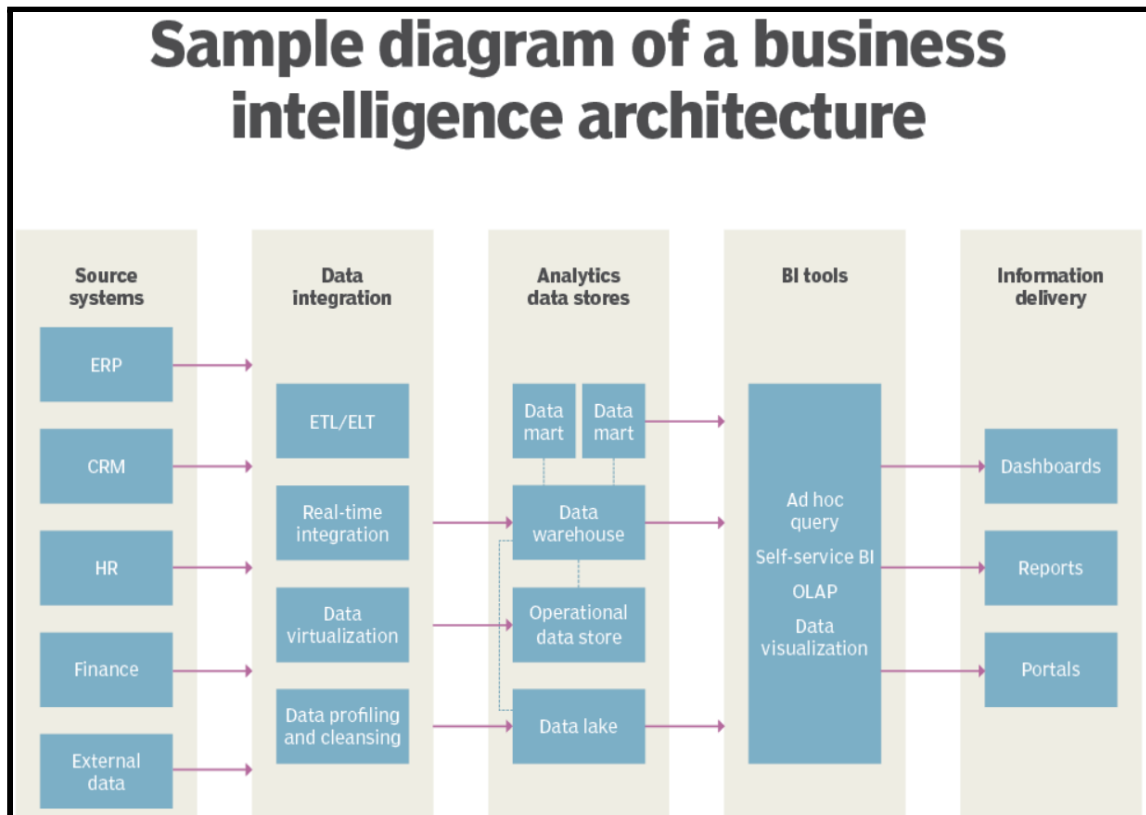 Sample diagram of a business
intelligence architecture
Source
systems
ERP
CRM
HR
Finance
External
data
Data
integration
ETL/ELT
Real-time
integration
Data
virtualization
Data profiling
and cleansing
Analytics
data stores
Data
mart
Data
mart
Data
warehouse
Operational
data store
Data lake
BI tools
Ad hoc
query
Self-service BI
OLAP
Data
visualization
Information
delivery
Dashboards
Reports
Portals